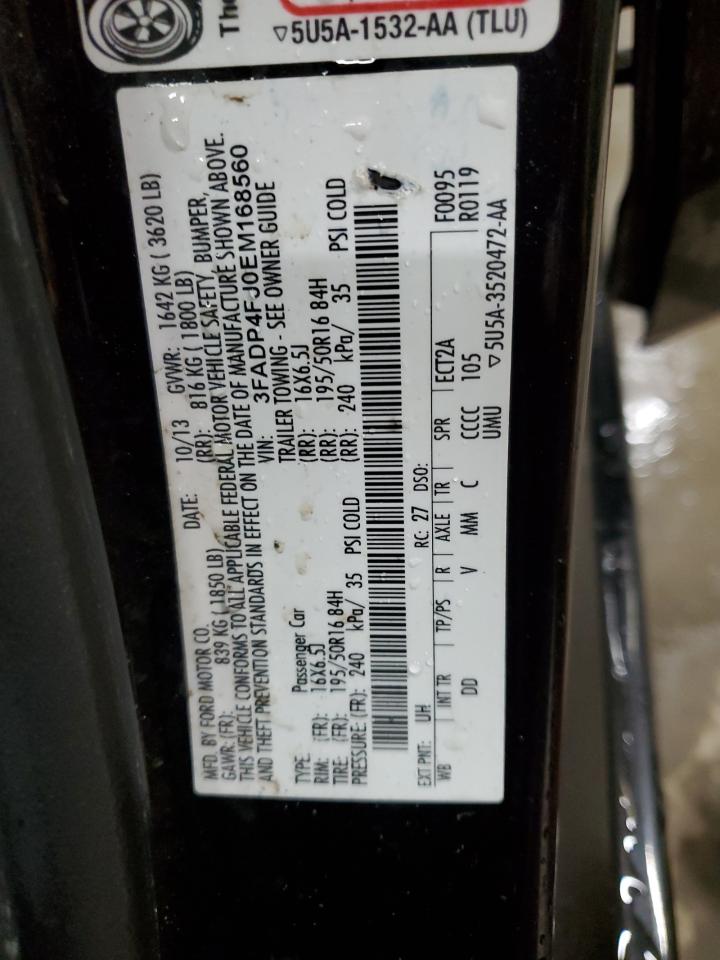 The
▽5U5A-1532-AA (TLU)
MFD. BY FORD MOTOR CO. DATE: 10/13 GVWR: 1642 KG ( 3620 LB)
GAWR: (FR): 839 KG ( 1850 LB) (RR): 816 KG ( 1800 LB)
THIS VEHICLE CONFORMS TO ALL APPLICABLE FEDERAL MOTOR VEHICLE SAFETY, BUMPER,
AND THEFT PREVENTION STANDARDS IN EFFECT ON THE DATE OF MANUFACTURE SHOWN ABOVE.
VIN: 3FADP4FJ0EM168560
TYPE: Passenger Car TRAILER TOWING - SEE OWNER GUIDE
RIM: (FR): 16X6.5J (RR): 16X6.5J
TIRE: (FR): 195/50R16 84H (RR): 195/50R16 84H
PRESSURE: (FR): 240 kPa/ 35 PSI COLD (RR): 240 kPa/ 35 PSI COLD
EXT PNT: UH RC: 27 DSO: F0095
WB INT TR TP/PS R AXLE TR SPR ECT2A R0119
DD V MM C CCCC 105
UMU ▽5U5A-3520472-AA